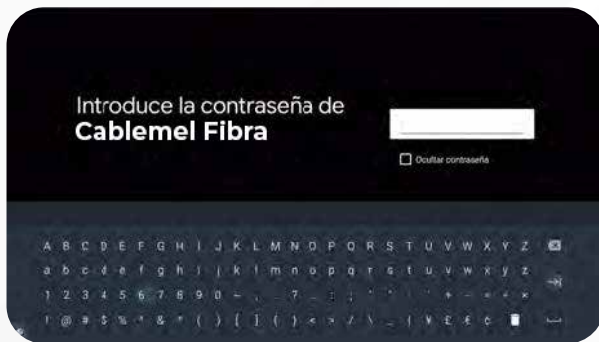 Introduce la contraseña de
Cablemel Fibra
Ocultar contraseña
A B C D E F G H I J K L M N O P Q R S T U V W X Y Z
a b c d e f g h i j k l m n o p q r s t u v w x y z
1 2 3 4 5 6 7 8 9 0
! @ # $ % ^ & * ( ) [ ] { } < > / \